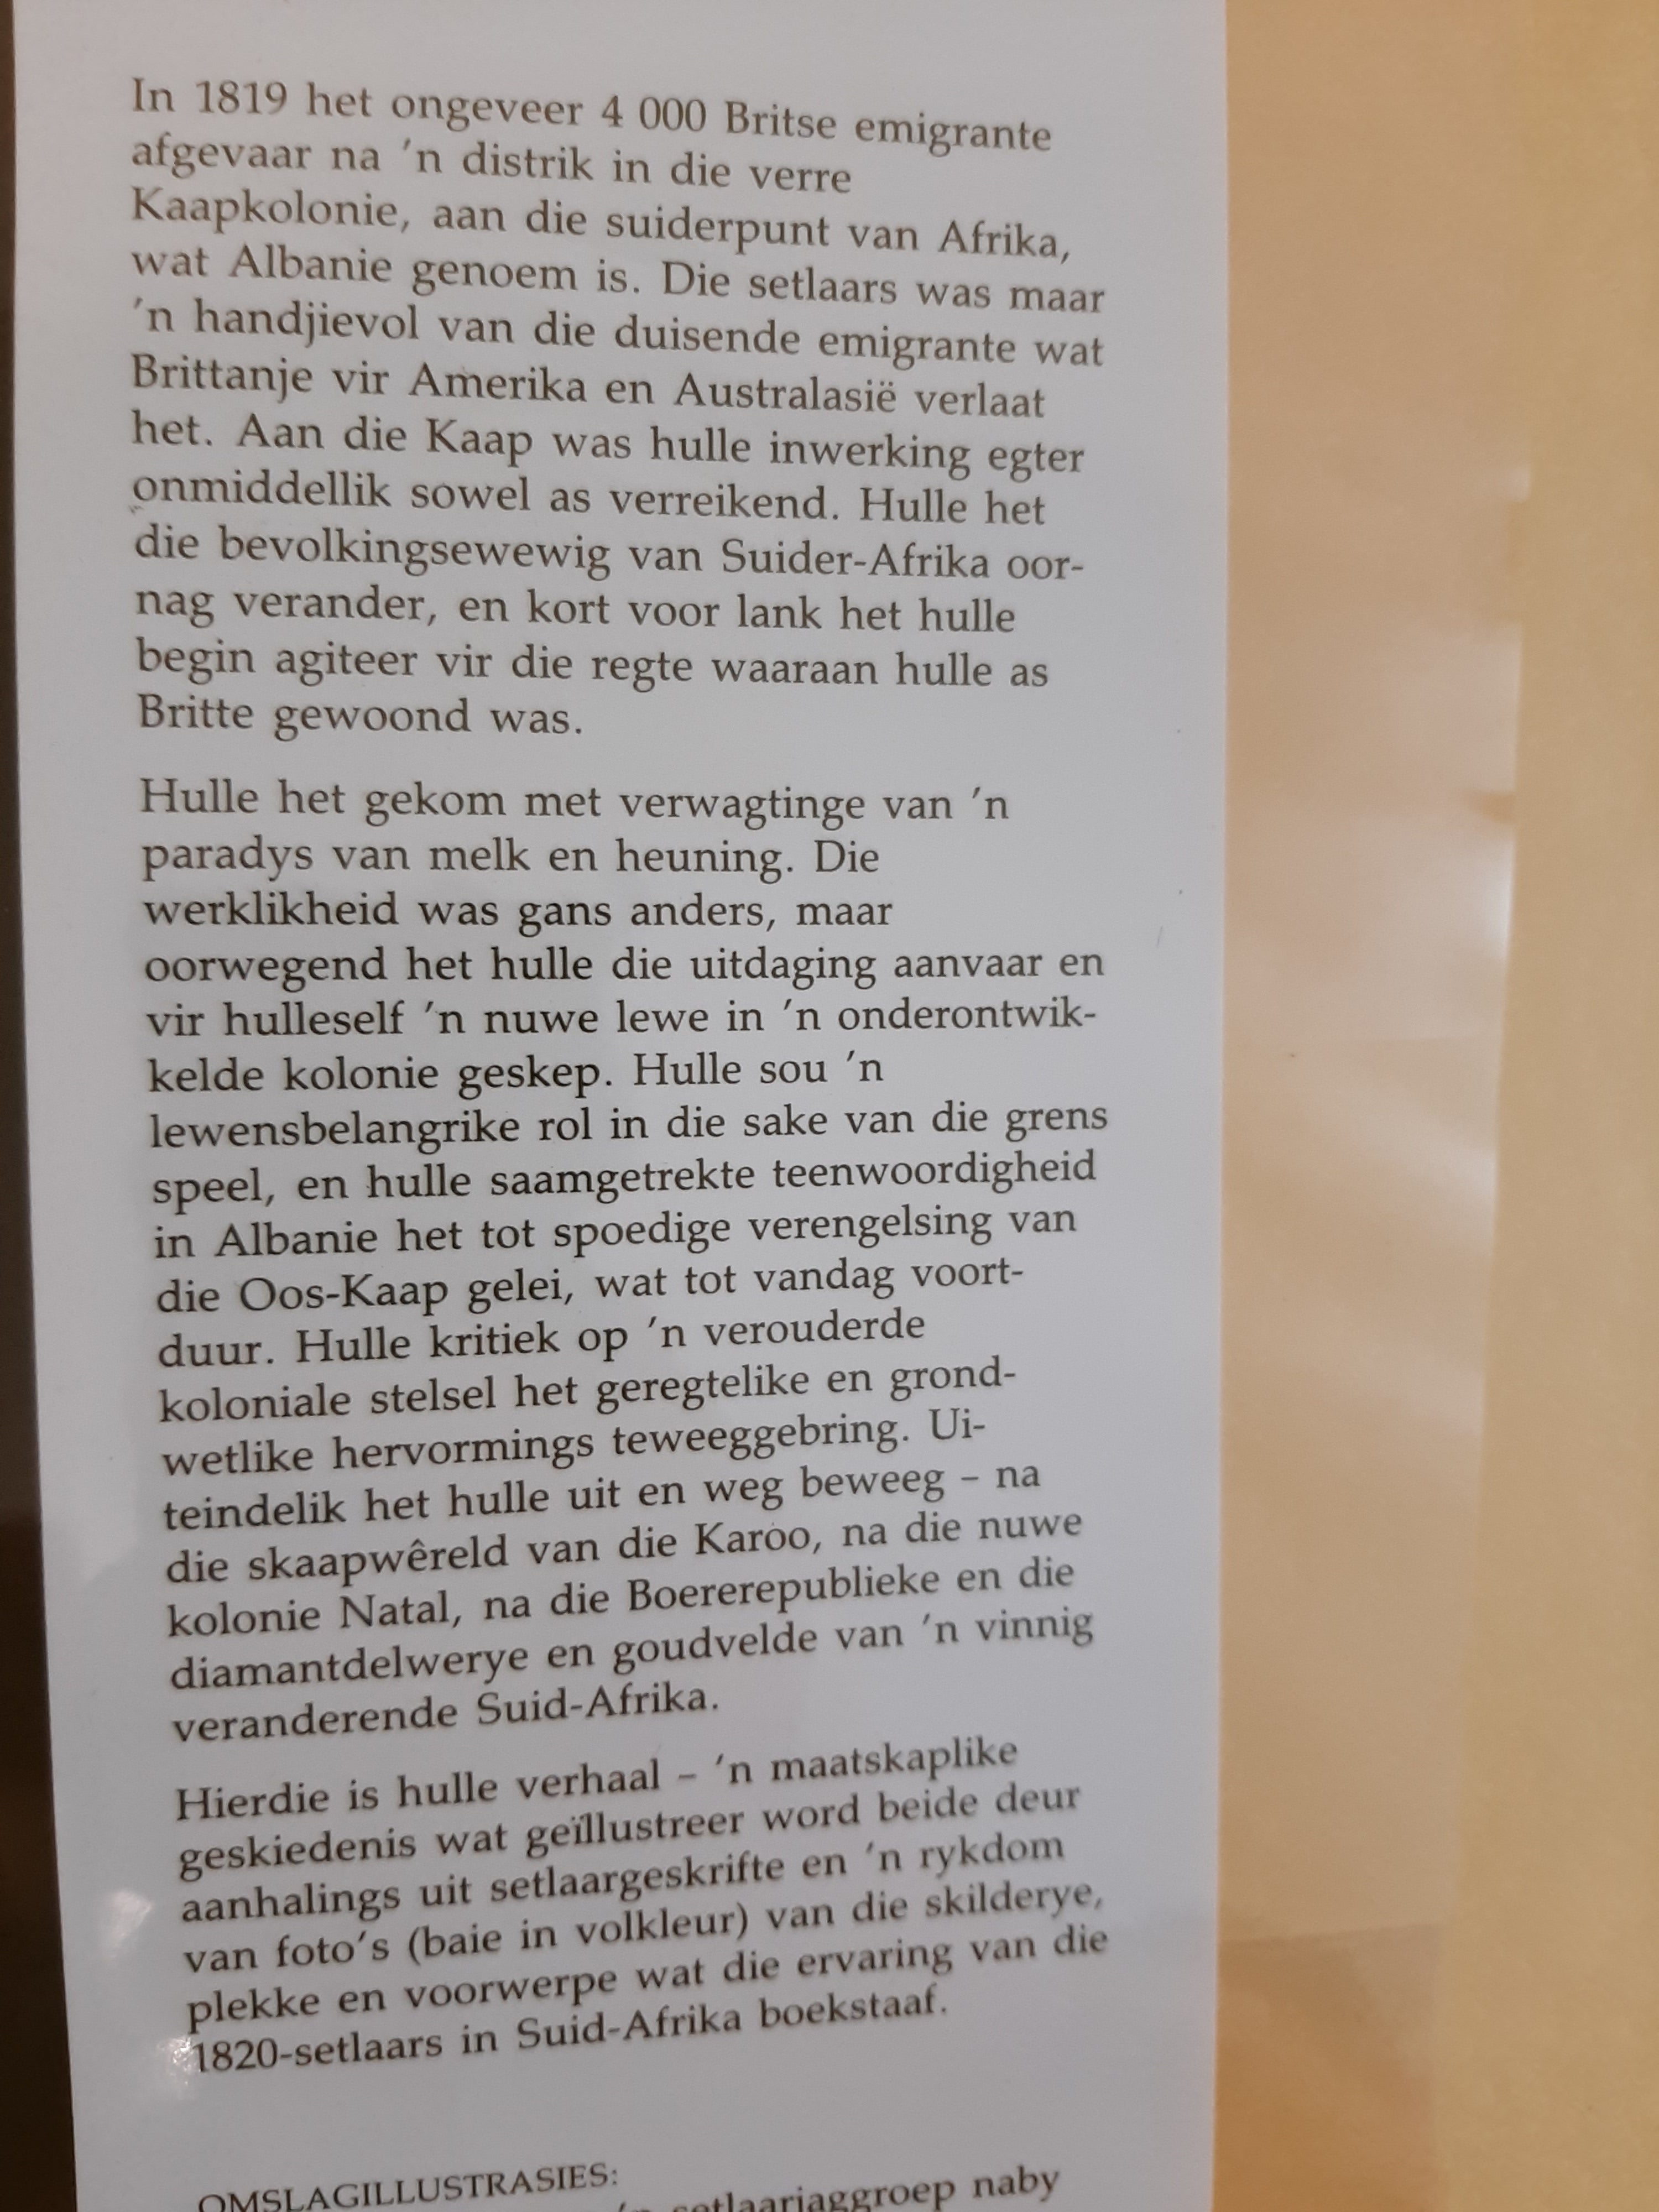 In 1819 het ongeveer 4 000 Britse emigrante
afgevaar na 'n distrik in die verre
Kaapkolonie, aan die suiderpunt van Afrika,
wat Albanie genoem is. Die setlaars was maar
'n handjievol van die duisende emigrante wat
Brittanje vir Amerika en Australasië verlaat
het. Aan die Kaap was hulle inwerking egter
onmiddellik sowel as verreikend. Hulle het
die bevolkingsewewig van Suider-Afrika oor-
nag verander, en kort voor lank het hulle
begin agiteer vir die regte waaraan hulle as
Britte gewoond was.
Hulle het gekom met verwagtinge van 'n
paradys van melk en heuning. Die
werklikheid was gans anders, maar
oorwegend het hulle die uitdaging aanvaar en
vir hulleself 'n nuwe lewe in 'n onderontwik-
kelde kolonie geskep. Hulle sou 'n
lewensbelangrike rol in die sake van die grens
speel, en hulle saamgetrekte teenwoordigheid
in Albanie het tot spoedige verengelsing van
die Oos-Kaap gelei, wat tot vandag voort-
duur. Hulle kritiek op 'n verouderde
koloniale stelsel het geregtelike en grond-
wetlike hervormings teweeggebring. Ui-
teindelik het hulle uit en weg beweeg – na
die skaapwêreld van die Karoo, na die nuwe
kolonie Natal, na die Boererepublieke en die
diamantdelwerye en goudvelde van 'n vinnig
veranderende Suid-Afrika.
Hierdie is hulle verhaal – 'n maatskaplike
geskiedenis wat geïllustreer word beide deur
aanhalings uit setlaargeskrifte en 'n rykdom
van foto's (baie in volkleur) van die skilderye,
plekke en voorwerpe wat die ervaring van die
1820-setlaars in Suid-Afrika boekstaaf.
OMSLAGILLUSTRASIES:
'n setlaarjaggroep naby